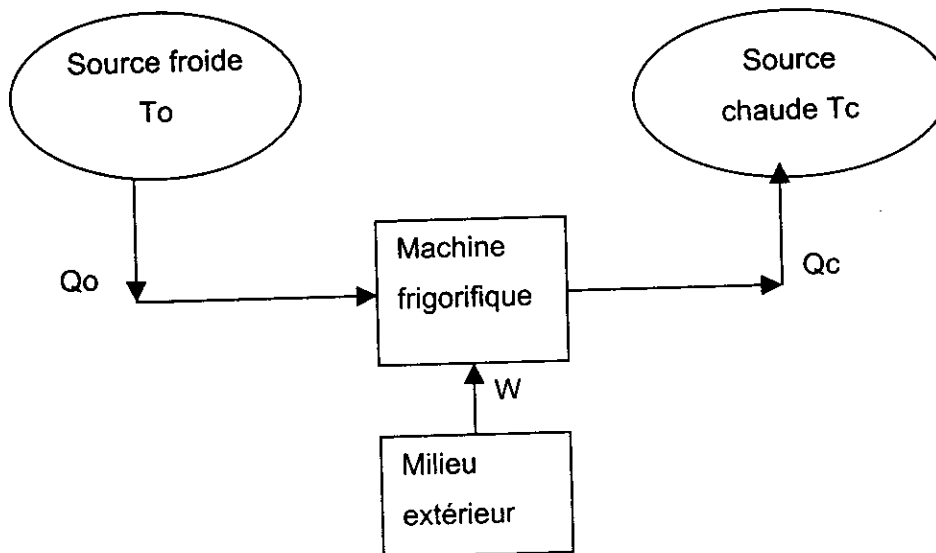 Source froide
To
Source
chaude Tc
Qo
Machine
frigorifique
Qc
W
Milieu
extérieur